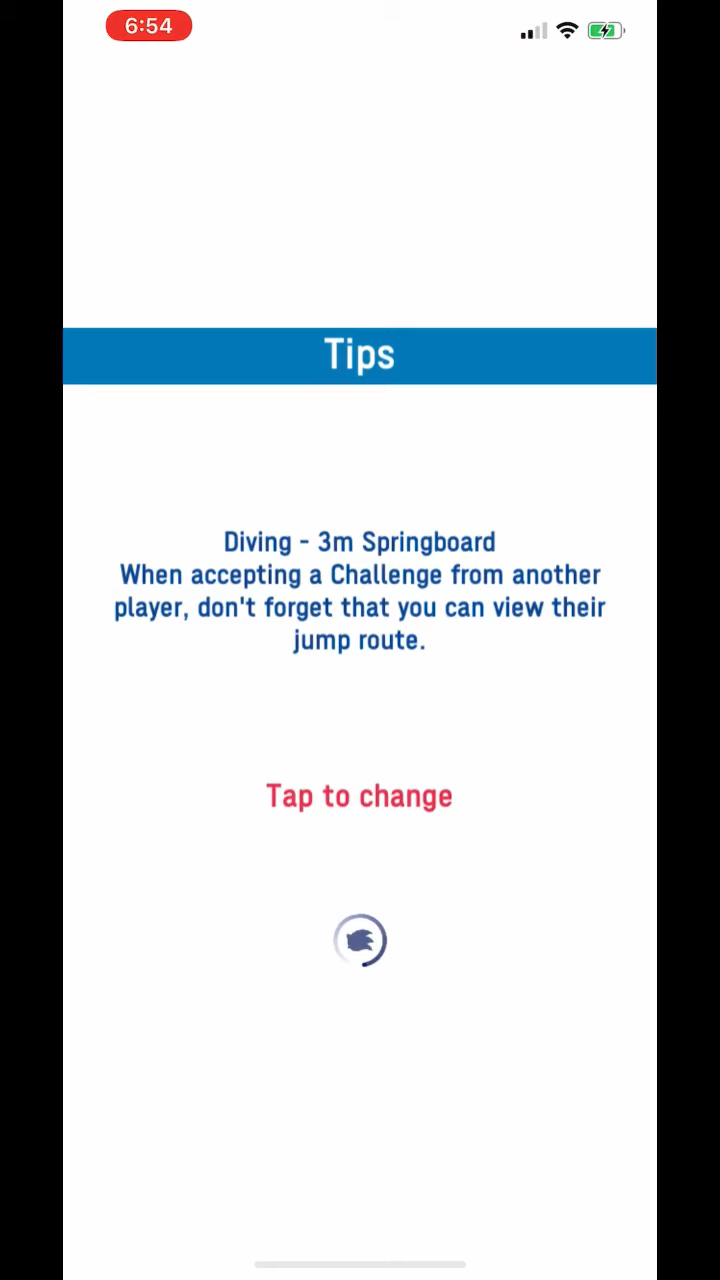 6:54
Tips
Diving - 3m Springboard
When accepting a Challenge from another
player, don't forget that you can view their
jump route.
Tap to change